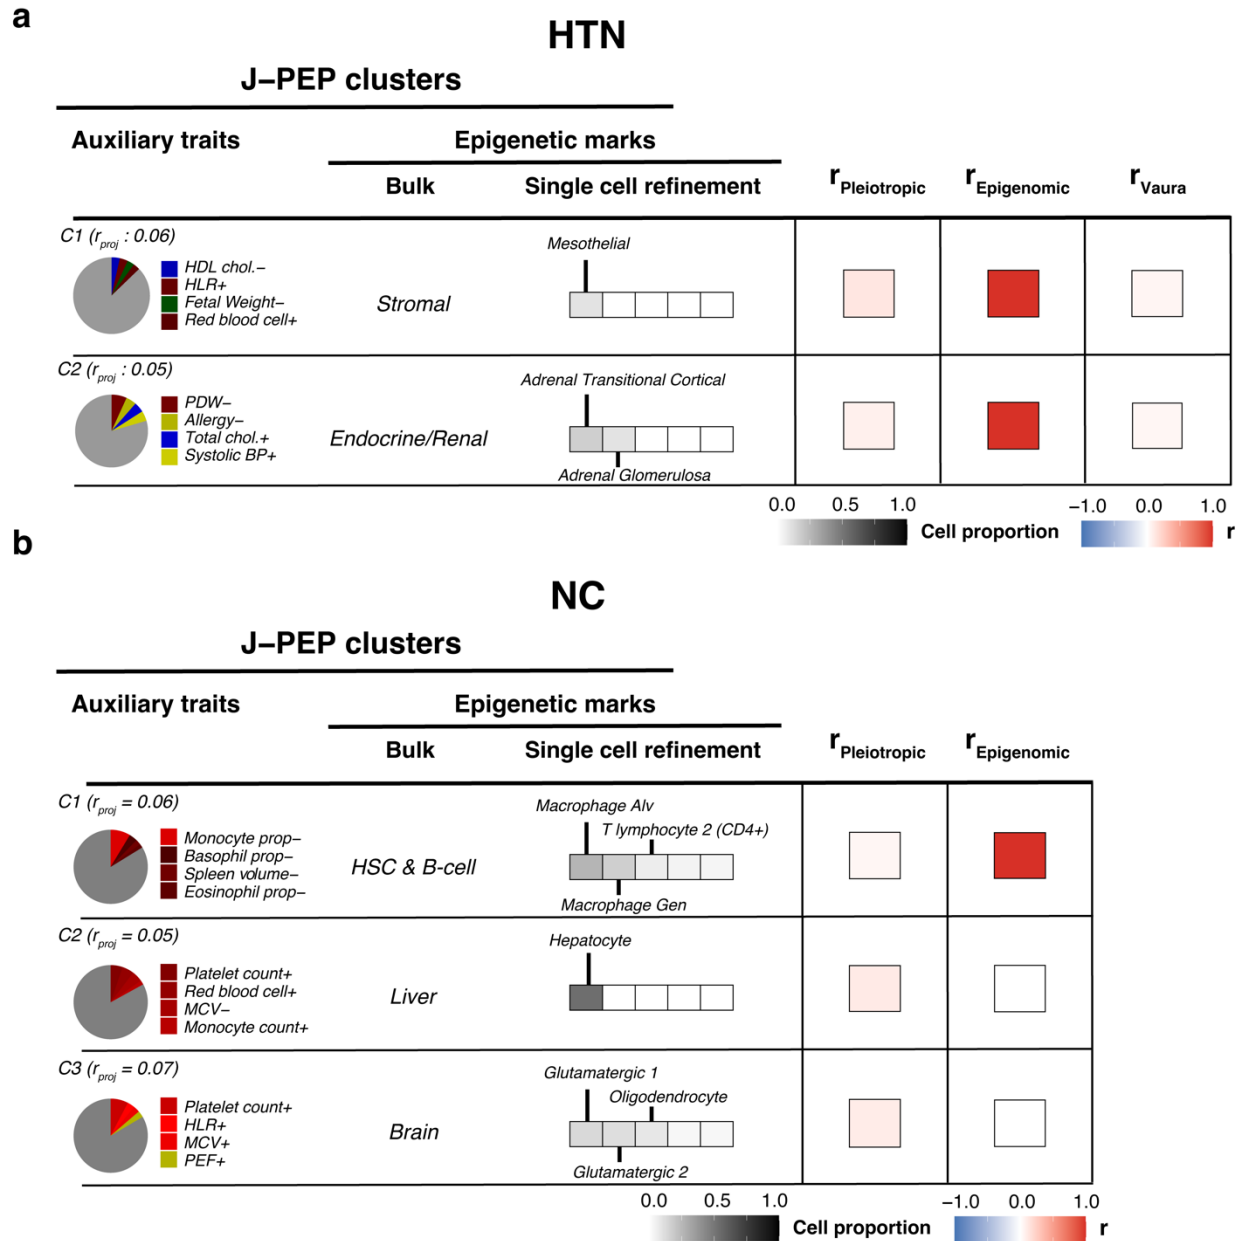 a
HTN
J–PEP clusters
Auxiliary traits
Epigenetic marks
Bulk
Single cell refinement
rPleiotropic
rEpigenomic
rVaura
C1 (rproj : 0.06)
HDL chol.–
HLR+
Fetal Weight–
Red blood cell+
Stromal
Mesothelial
C2 (rproj : 0.05)
PDW–
Allergy–
Total chol.+
Systolic BP+
Endocrine/Renal
Adrenal Transitional Cortical
Adrenal Glomerulosa
0.0 0.5 1.0
Cell proportion
−1.0 0.0 1.0
r
b
NC
J–PEP clusters
Auxiliary traits
Epigenetic marks
Bulk
Single cell refinement
rPleiotropic
rEpigenomic
C1 (rproj = 0.06)
Monocyte prop–
Basophil prop–
Spleen volume–
Eosinophil prop–
HSC & B-cell
Macrophage Alv
T lymphocyte 2 (CD4+)
Macrophage Gen
C2 (rproj = 0.05)
Platelet count+
Red blood cell+
MCV–
Monocyte count+
Liver
Hepatocyte
C3 (rproj = 0.07)
Platelet count+
HLR+
MCV+
PEF+
Brain
Glutamatergic 1
Oligodendrocyte
Glutamatergic 2
0.0 0.5 1.0
Cell proportion
−1.0 0.0 1.0
r